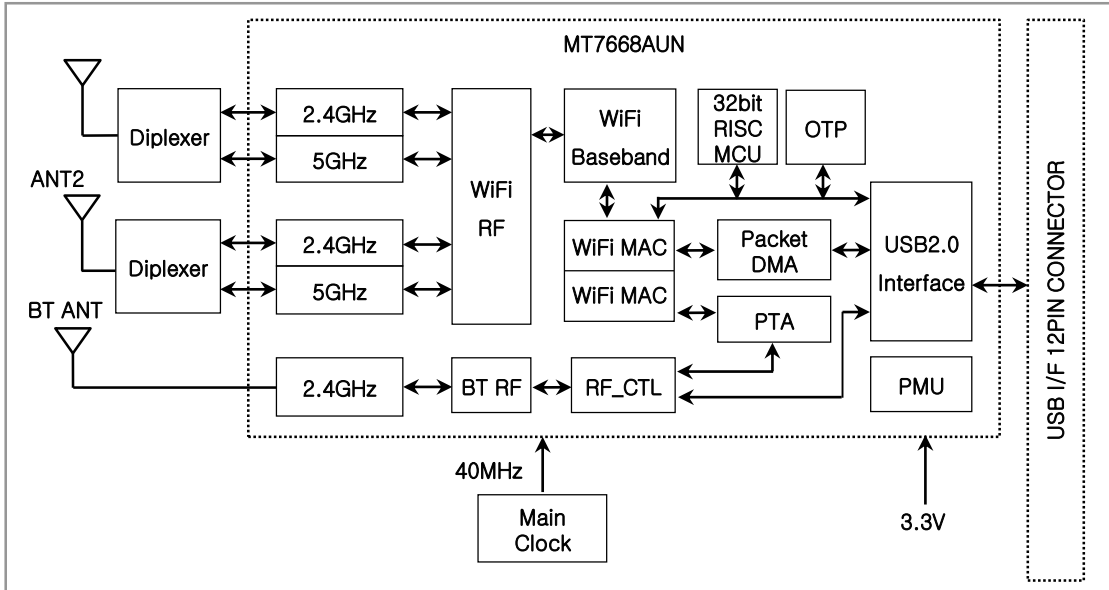 MT7668AUN
Diplexer
2.4GHz
5GHz
WiFi
RF
WiFi
Baseband
32bit
RISC
MCU
OTP
ANT2
Diplexer
2.4GHz
5GHz
WiFi MAC
WiFi MAC
Packet
DMA
PTA
USB2.0
Interface
BT ANT
2.4GHz
BT RF
RF_CTL
PMU
40MHz
Main
Clock
3.3V
USB I/F 12PIN CONNECTOR